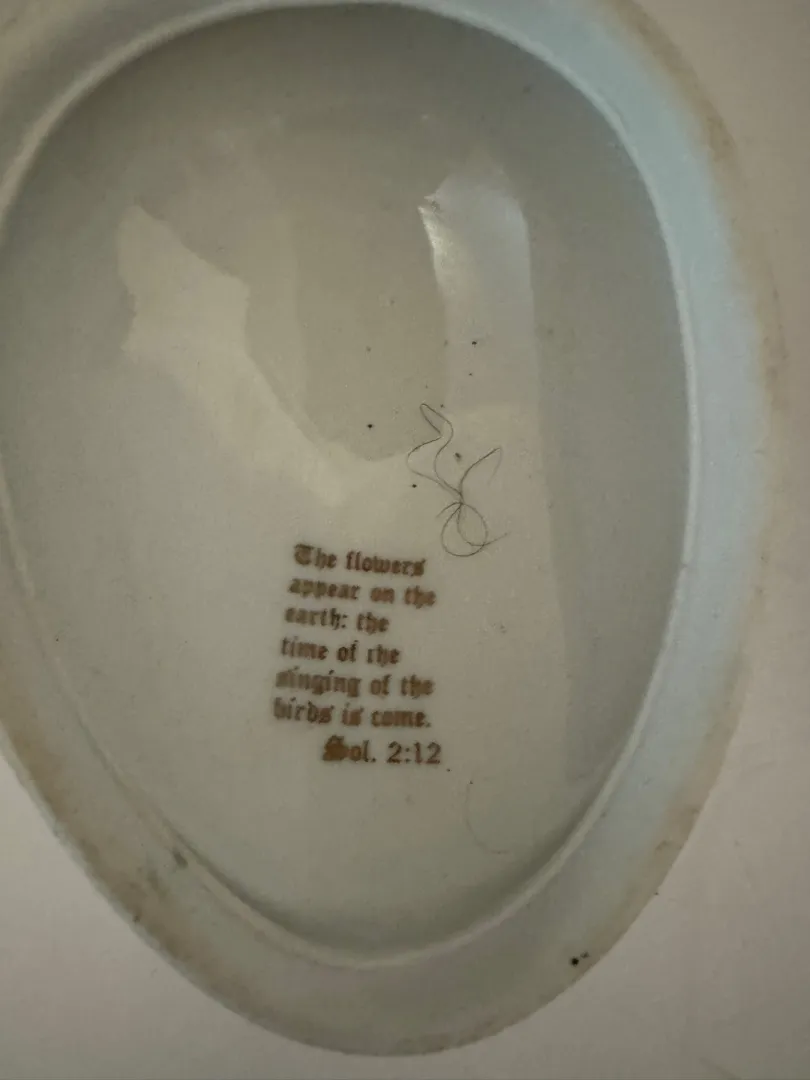 The flowers
appear on the
earth: the
time of the
singing of the
birds is come.
Sol. 2:12